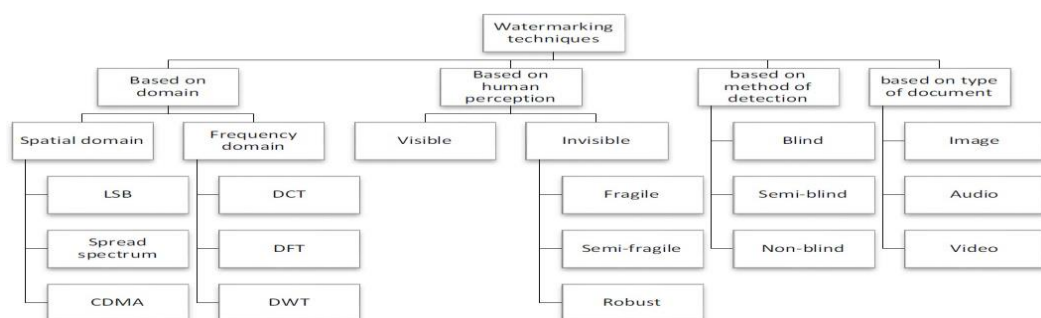 Watermarking
techniques
Based on
domain
Based on
human
perception
based on
method of
detection
based on type
of document
Spatial domain
Frequency
domain
Visible
Invisible
Blind
Image
LSB
DCT
Fragile
Semi-blind
Audio
Spread
spectrum
DFT
Semi-fragile
Non-blind
Video
CDMA
DWT
Robust